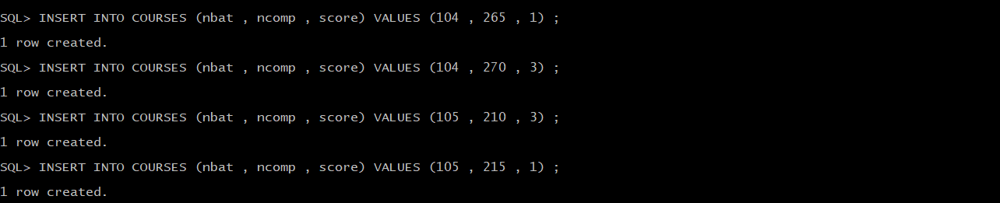 SQL> INSERT INTO COURSES (nbat , ncomp , score) VALUES (104 , 265 , 1) ;
1 row created.
SQL> INSERT INTO COURSES (nbat , ncomp , score) VALUES (104 , 270 , 3) ;
1 row created.
SQL> INSERT INTO COURSES (nbat , ncomp , score) VALUES (105 , 210 , 3) ;
1 row created.
SQL> INSERT INTO COURSES (nbat , ncomp , score) VALUES (105 , 215 , 1) ;
1 row created.